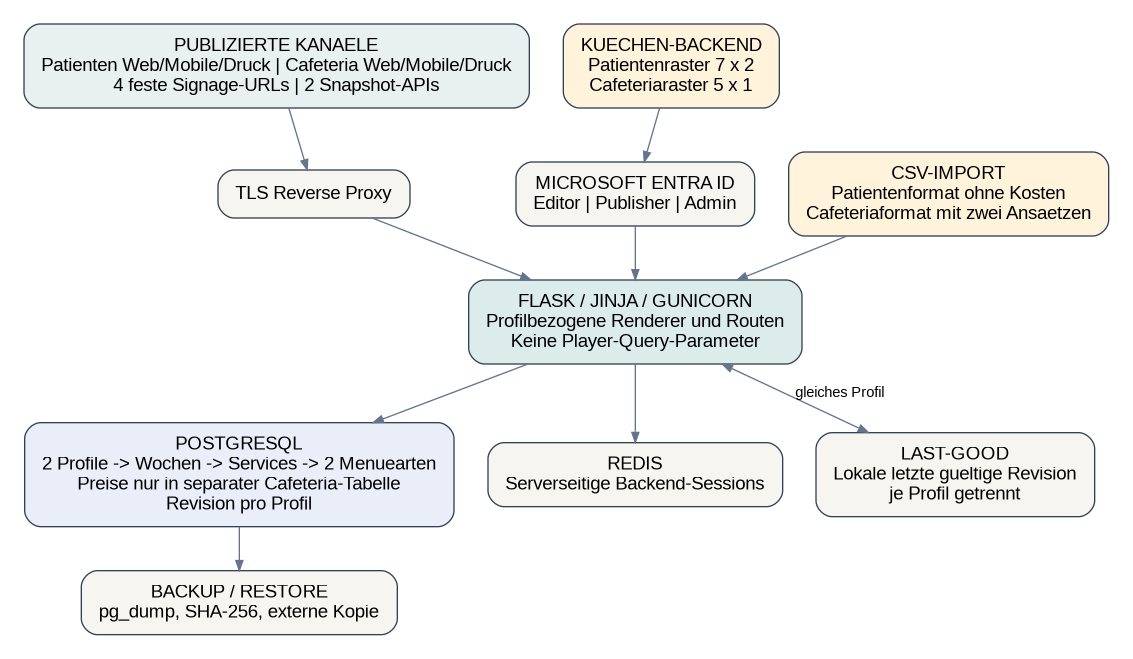 PUBLIZIERTE KANAELE
Patienten Web/Mobile/Druck | Cafeteria Web/Mobile/Druck
4 feste Signage-URLs | 2 Snapshot-APIs
KUECHEN-BACKEND
Patientenraster 7 x 2
Cafeteriaraster 5 x 1
TLS Reverse Proxy
MICROSOFT ENTRA ID
Editor | Publisher | Admin
CSV-IMPORT
Patientenformat ohne Kosten
Cafeteriaformat mit zwei Ansaetzen
FLASK / JINJA / GUNICORN
Profilbezogene Renderer und Routen
Keine Player-Query-Parameter
gleiches Profil
POSTGRESQL
2 Profile -> Wochen -> Services -> 2 Menuearten
Preise nur in separater Cafeteria-Tabelle
Revision pro Profil
REDIS
Serverseitige Backend-Sessions
LAST-GOOD
Lokale letzte gueltige Revision
je Profil getrennt
BACKUP / RESTORE
pg_dump, SHA-256, externe Kopie